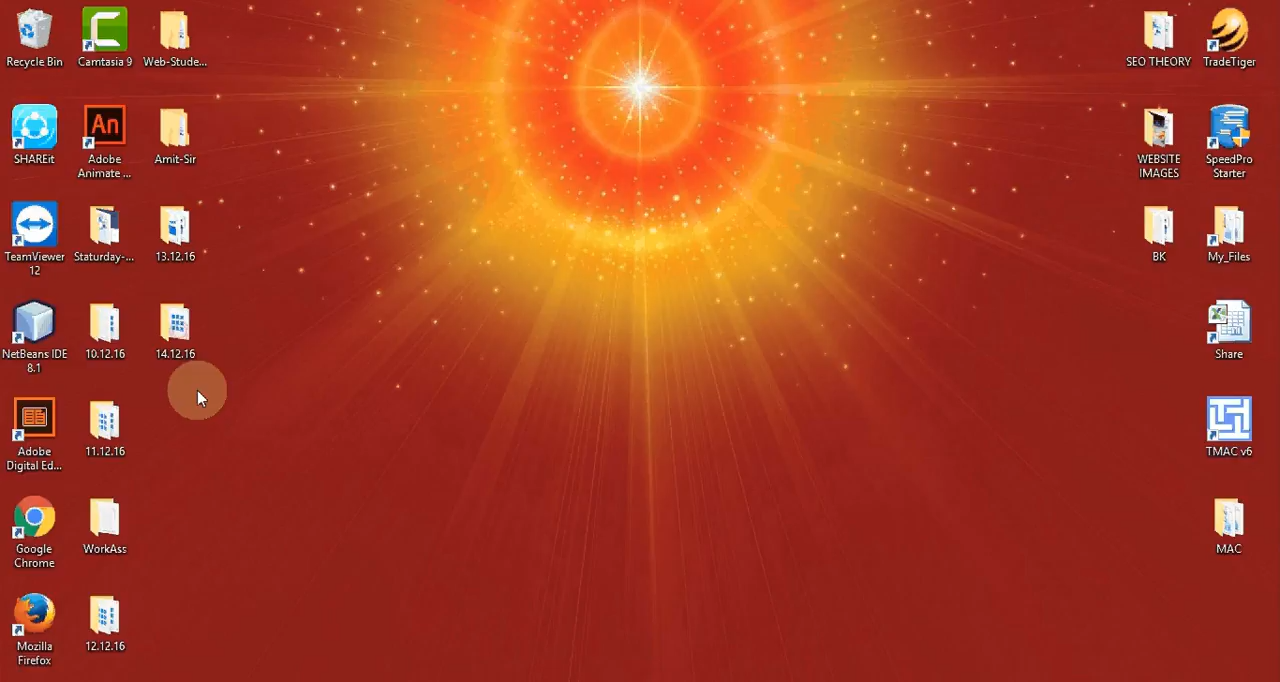 Recycle Bin
Camtasia 9
Web-Stude...
SEO THEORY
TradeTiger
SHAREit
An
Adobe
Animate ...
Amit-Sir
WEBSITE
IMAGES
SpeedPro
Starter
TeamViewer
12
Staturday-...
13.12.16
BK
My_Files
NetBeans IDE
8.1
10.12.16
14.12.16
Share
Adobe
Digital Ed...
11.12.16
TMAC v6
Google
Chrome
WorkAss
MAC
Mozilla
Firefox
12.12.16